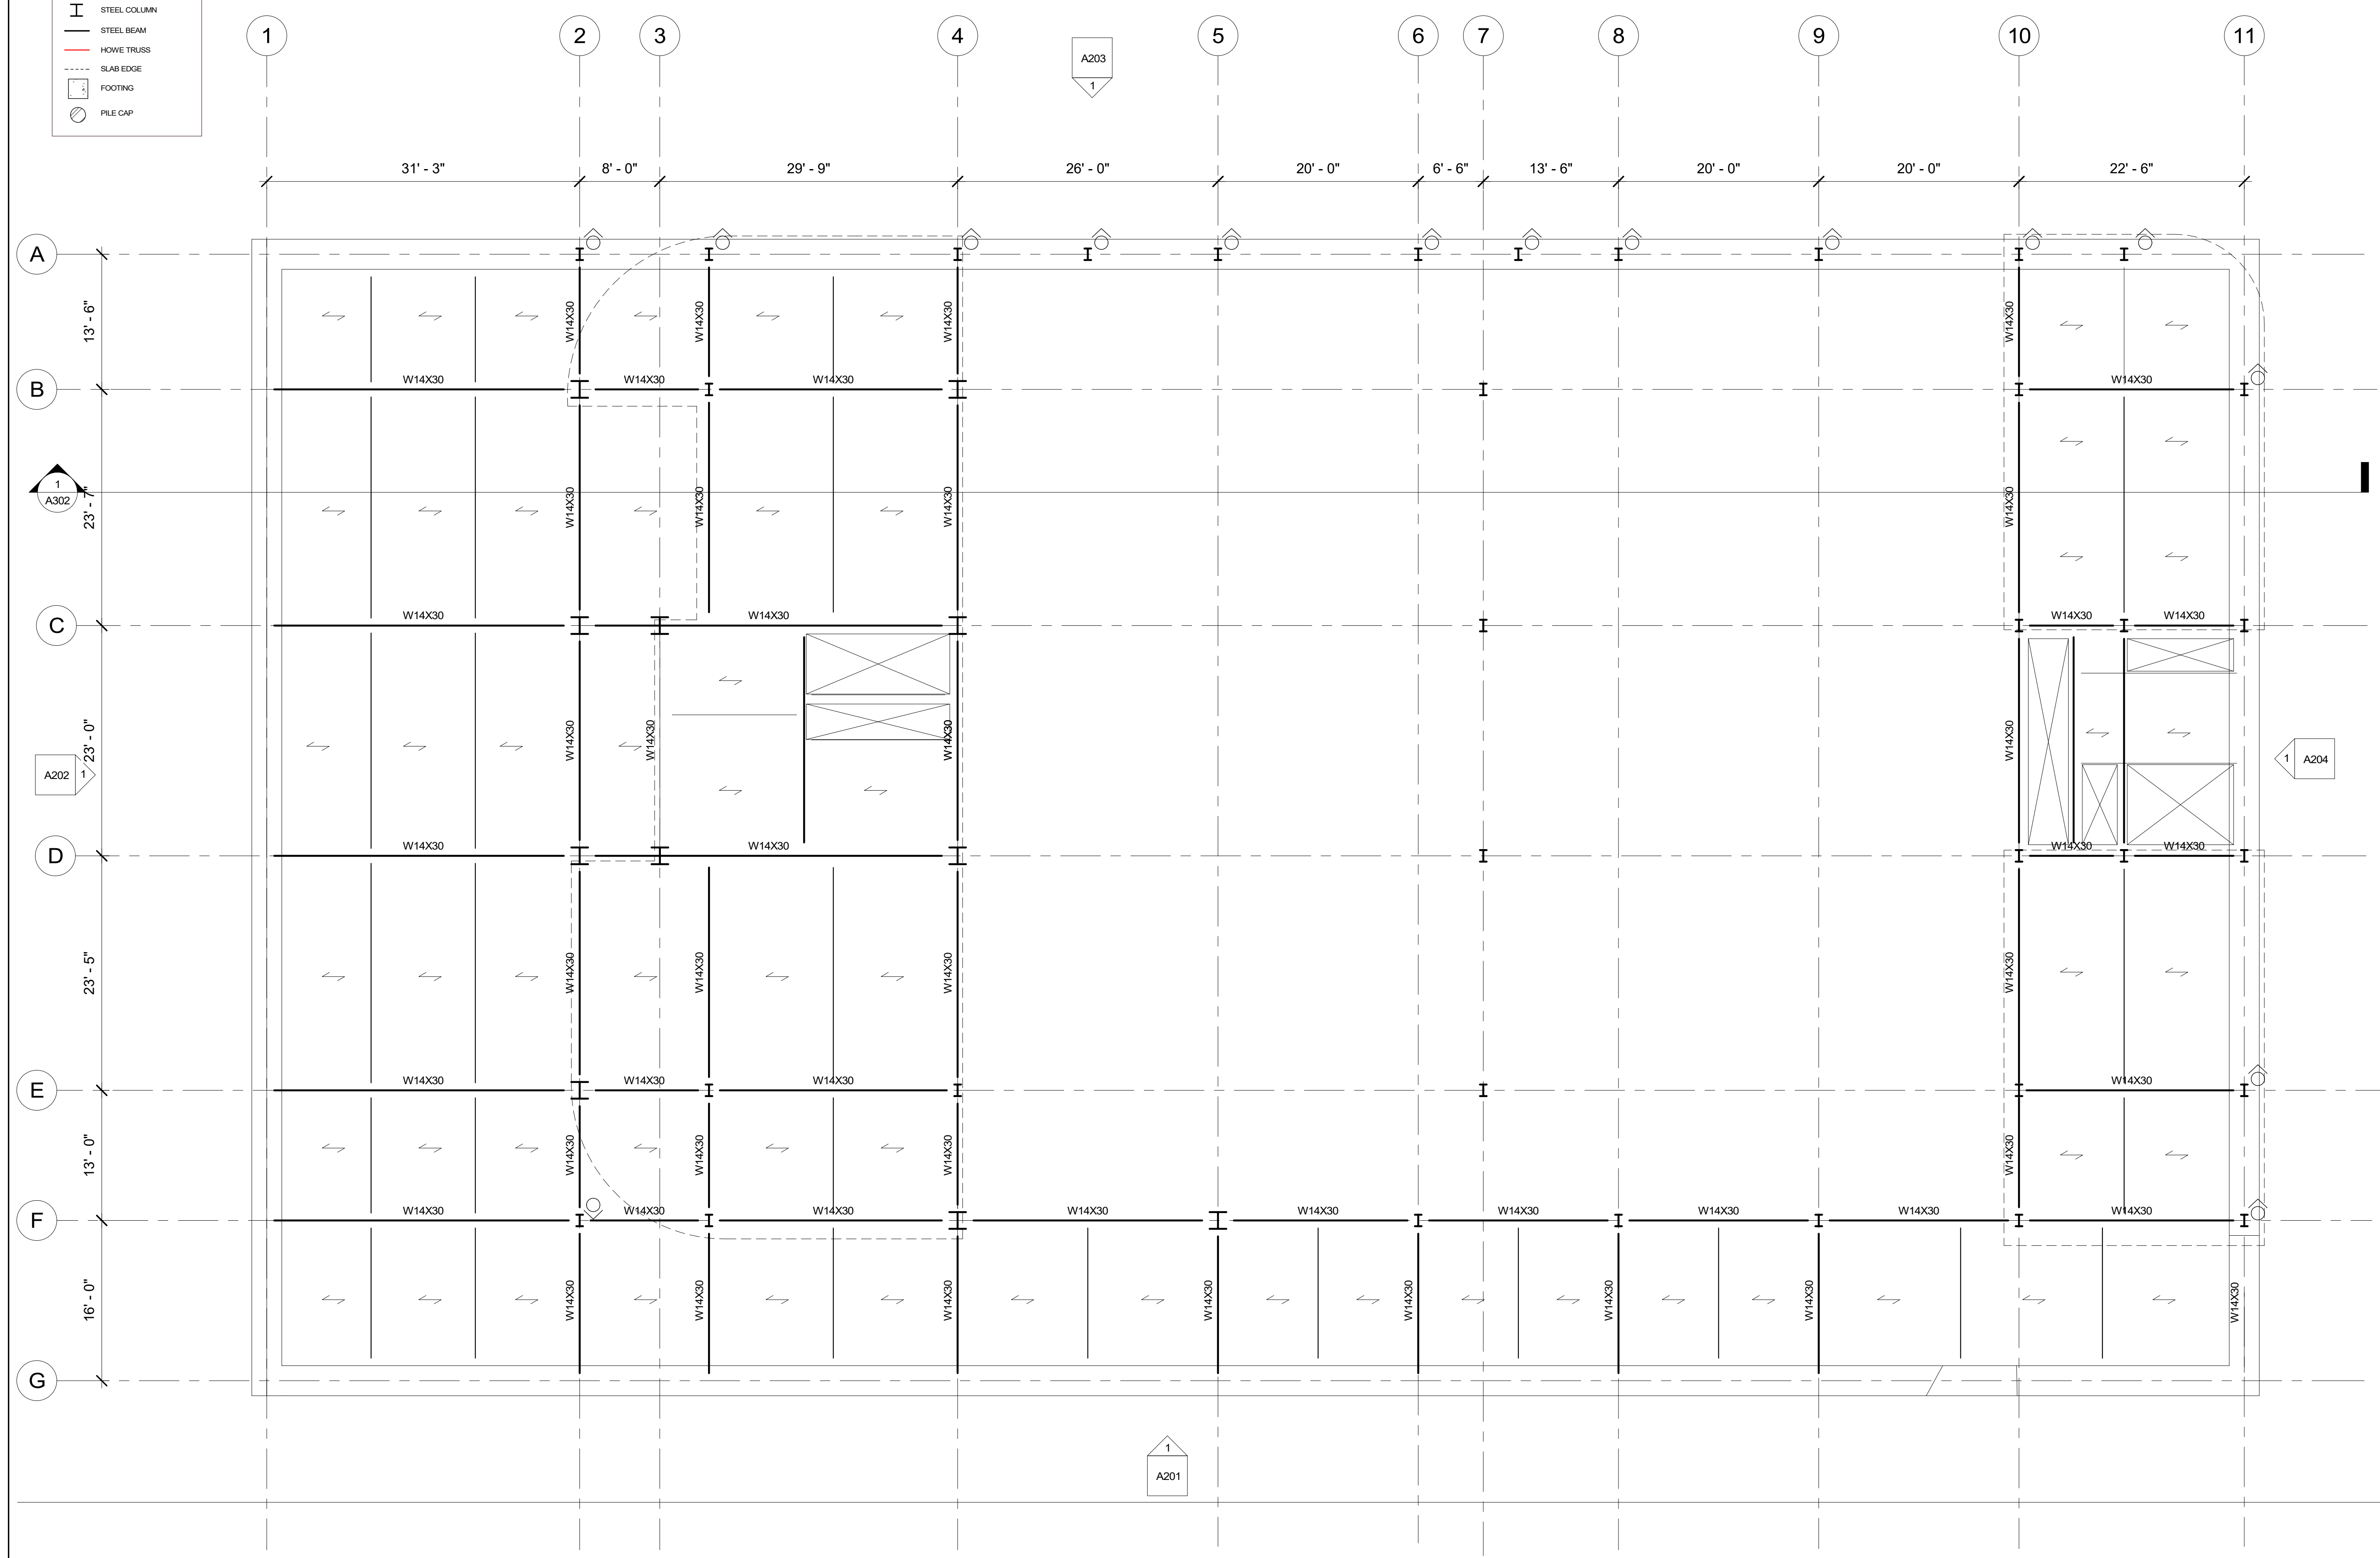 STEEL COLUMN
STEEL BEAM
HOWE TRUSS
SLAB EDGE
FOOTING
PILE CAP
1 2 3 4 5 6 7 8 9 10 11
A203
1
31' - 3" 8' - 0" 29' - 9" 26' - 0" 20' - 0" 6' - 6" 13' - 6" 20' - 0" 20' - 0" 22' - 6"
A
13' - 6"
W14X30 W14X30 W14X30 W14X30
B
W14X30 W14X30 W14X30 W14X30
1
A302
23' - 7"
W14X30 W14X30 W14X30 W14X30
C
W14X30 W14X30 W14X30 W14X30
23' - 0"
W14X30 W14X30 W14X30 W14X30
A202 1
1 A204
D
W14X30 W14X30 W14X30 W14X30
23' - 5"
W14X30 W14X30 W14X30 W14X30
E
W14X30 W14X30 W14X30 W14X30
13' - 0"
W14X30 W14X30 W14X30 W14X30
F
W14X30 W14X30 W14X30 W14X30 W14X30 W14X30 W14X30 W14X30 W14X30
16' - 0"
W14X30 W14X30 W14X30 W14X30 W14X30 W14X30 W14X30 W14X30
G
1
A201